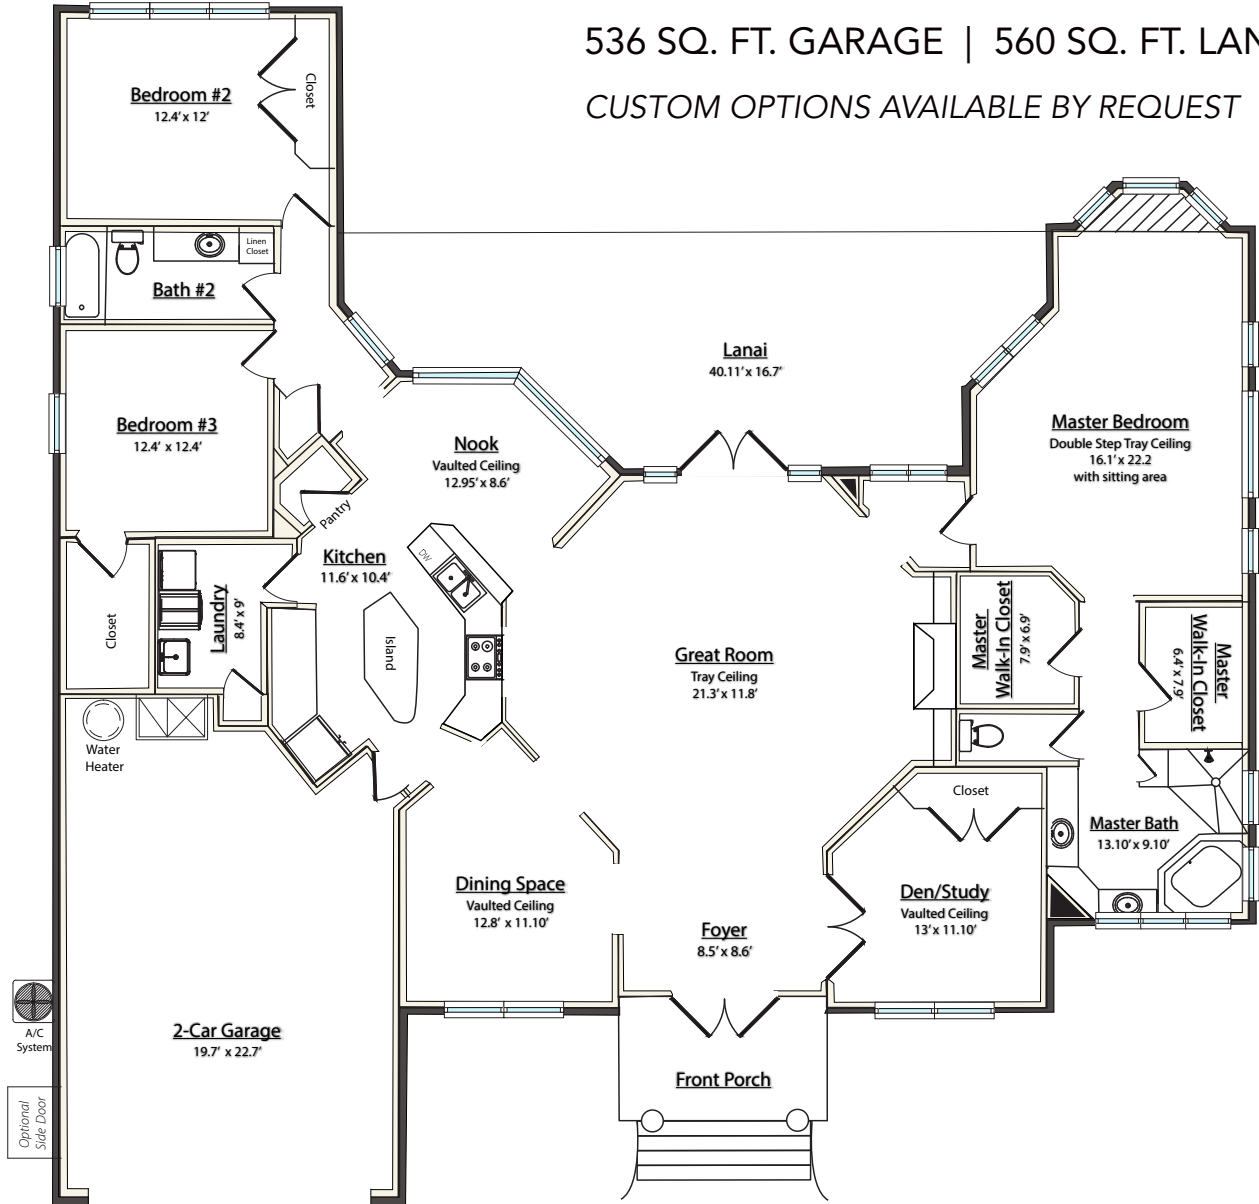 536 SQ. FT. GARAGE | 560 SQ. FT. LAN
CUSTOM OPTIONS AVAILABLE BY REQUEST
Bedroom #2
12.4' x 12'
Closet
Linen
Closet
Bath #2
Bedroom #3
12.4' x 12.4'
Closet
Laundry
8.4' x 9'
Pantry
Kitchen
11.6' x 10.4'
DW
Island
Nook
Vaulted Ceiling
12.95' x 8.6'
Lanai
40.11' x 16.7'
Great Room
Tray Ceiling
21.3' x 11.8'
Master Bedroom
Double Step Tray Ceiling
16.1' x 22.2
with sitting area
Master
Walk-In Closet
7.9' x 6.9'
Master
Walk-In Closet
6.4' x 7.9'
Master Bath
13.10' x 9.10'
Closet
Den/Study
Vaulted Ceiling
13' x 11.10'
Foyer
8.5' x 8.6'
Dining Space
Vaulted Ceiling
12.8' x 11.10'
Water
Heater
2-Car Garage
19.7' x 22.7'
A/C
System
Optional
Side Door
Front Porch